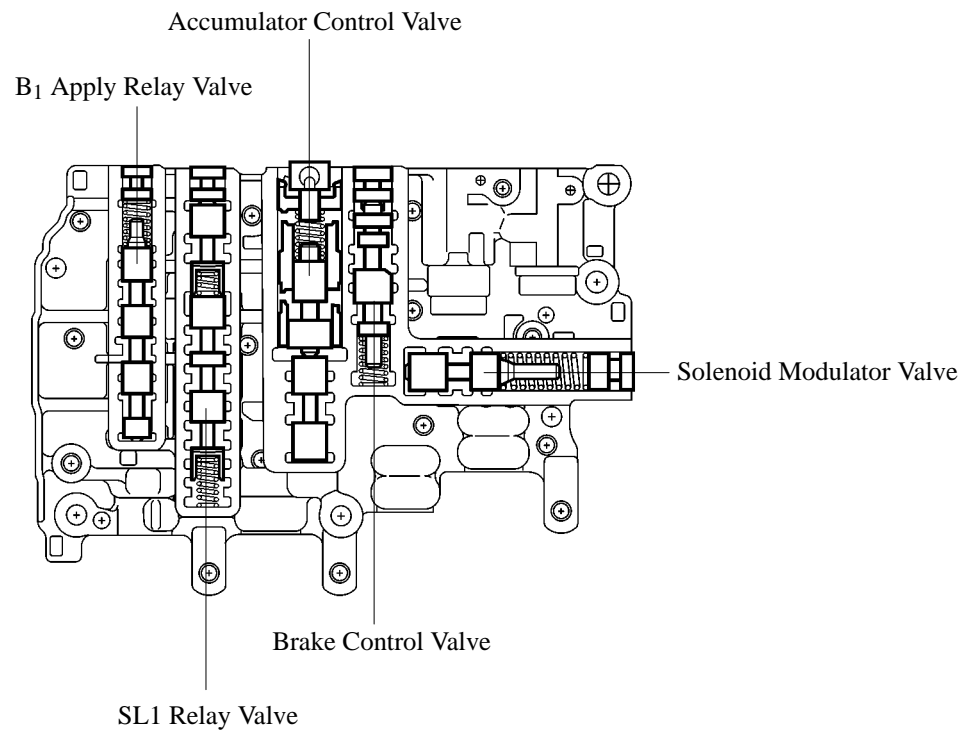 Accumulator Control Valve
B1 Apply Relay Valve
Solenoid Modulator Valve
Brake Control Valve
SL1 Relay Valve